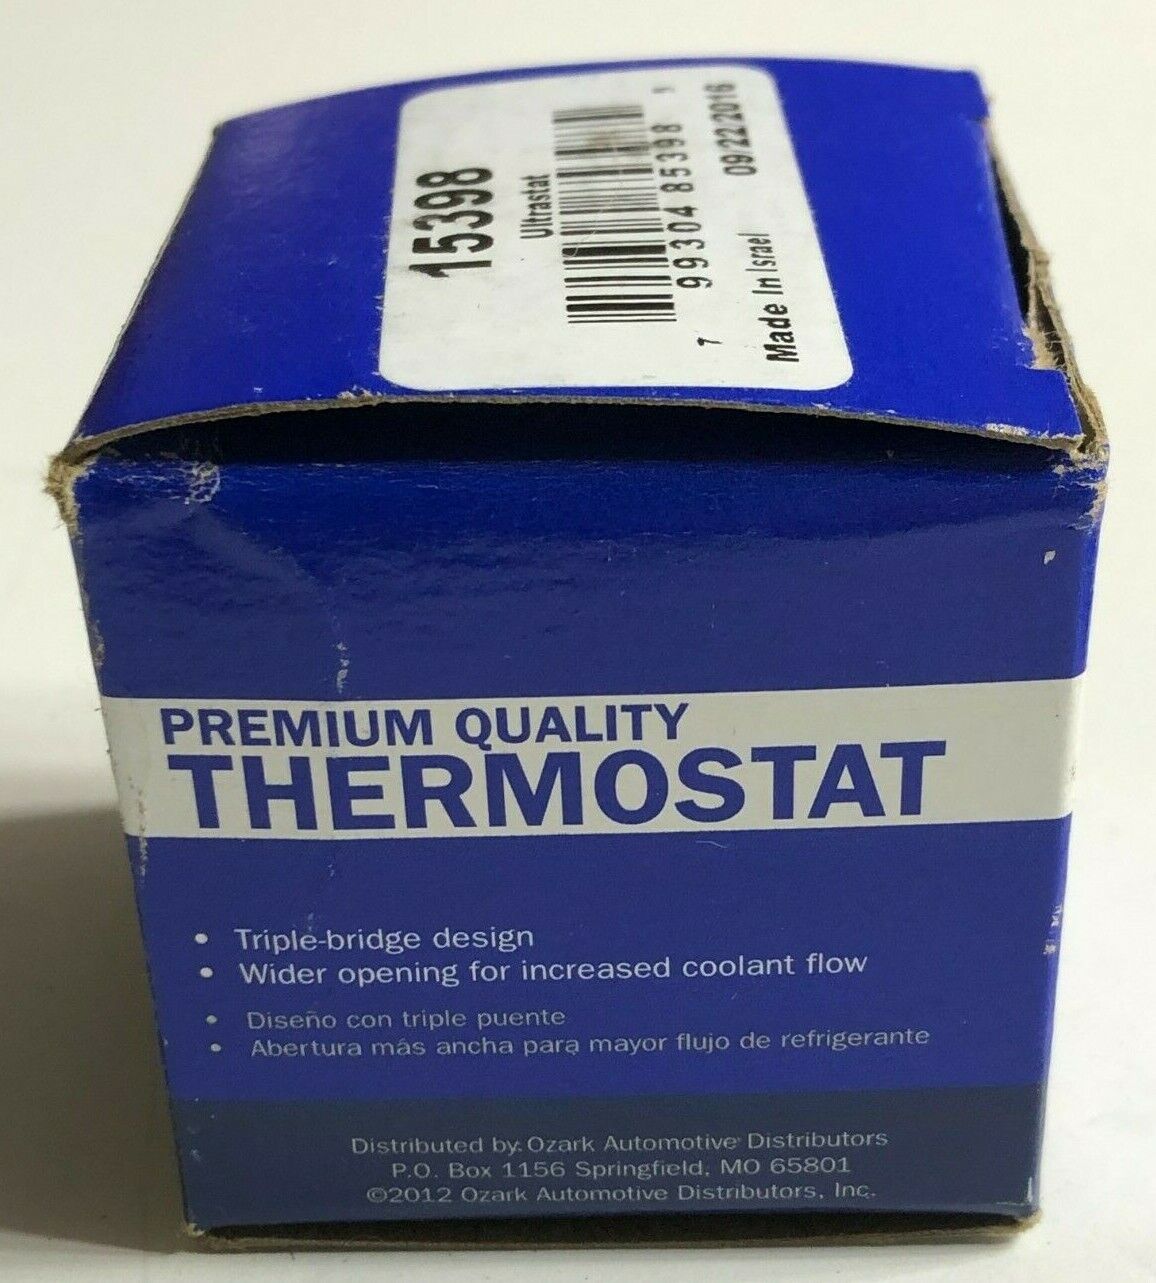 15398
Ultrastat
7 99304 85398 9
Made In Israel 09/22/2016
PREMIUM QUALITY
THERMOSTAT
• Triple-bridge design
• Wider opening for increased coolant flow
• Diseño con triple puente
• Abertura más ancha para mayor flujo de refrigerante
Distributed by: Ozark Automotive Distributors
P.O. Box 1156 Springfield, MO 65801
©2012 Ozark Automotive Distributors, Inc.